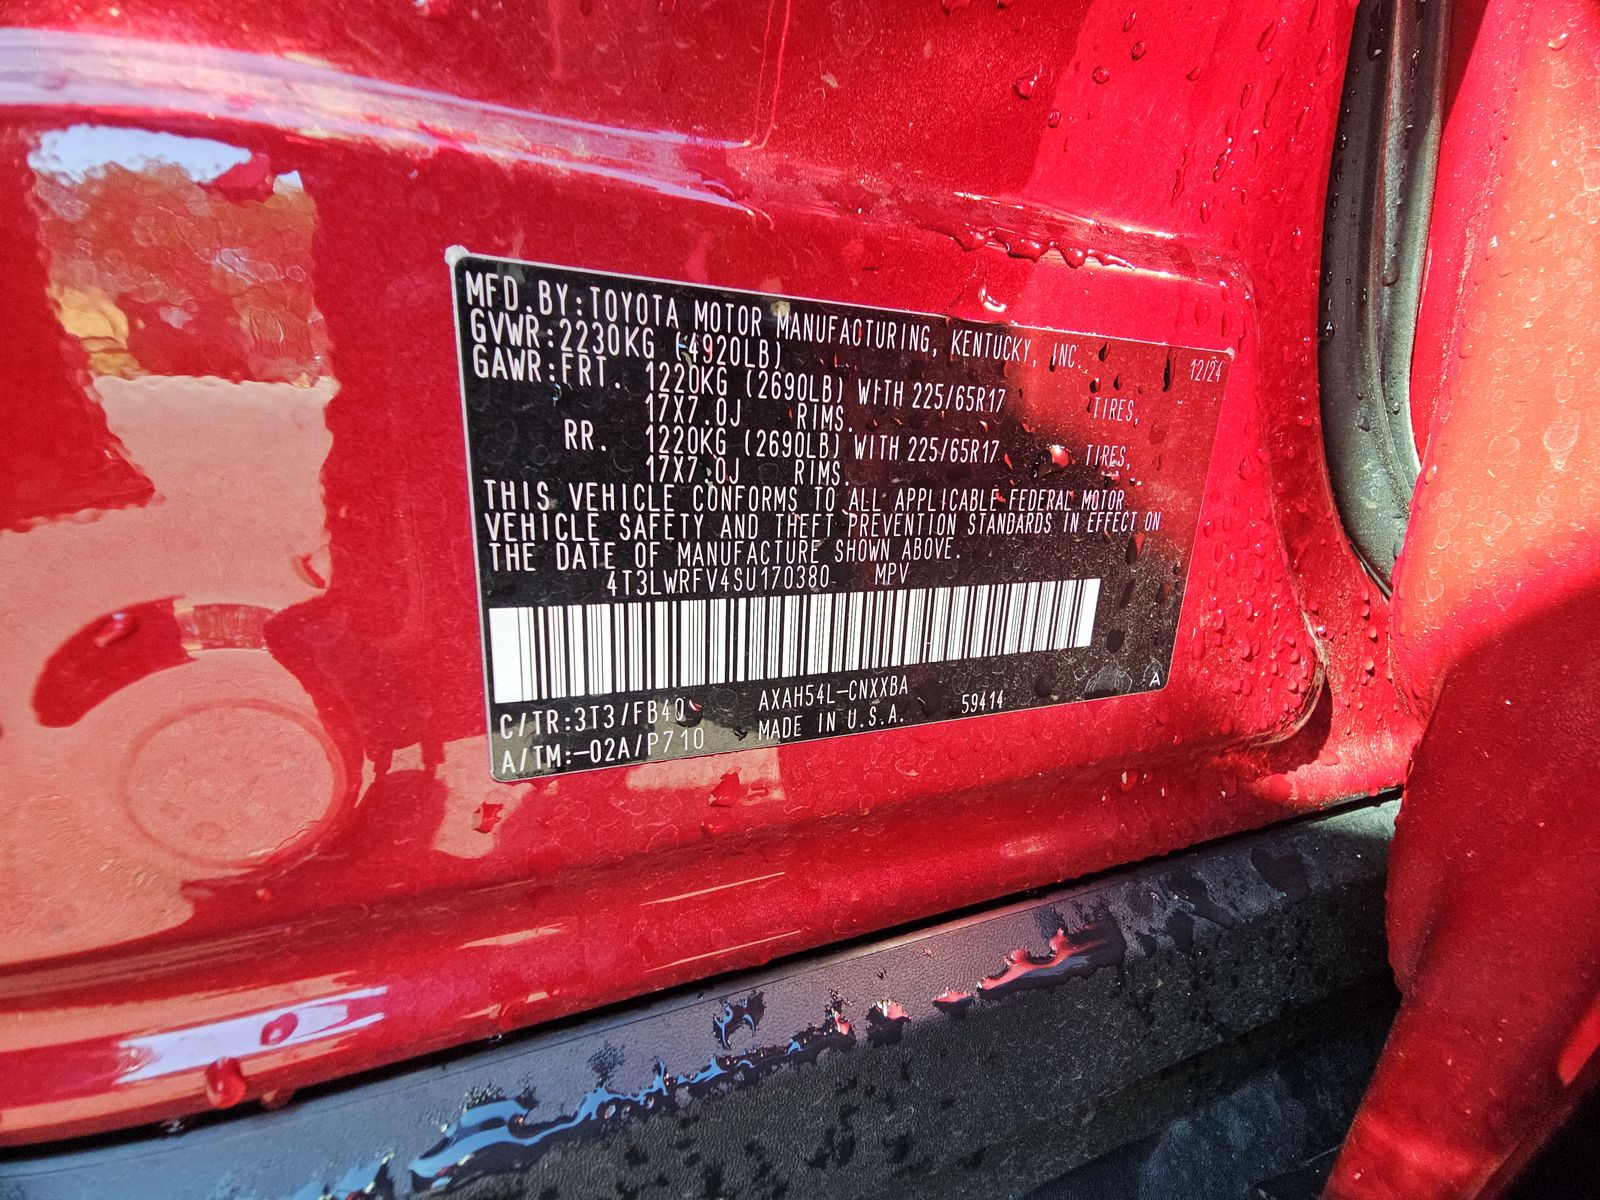 MFD. BY: TOYOTA MOTOR MANUFACTURING, KENTUCKY, INC. 12/24
GVWR: 2230KG (4920LB)
GAWR: FRT. 1220KG (2690LB) WITH 225/65R17 TIRES,
17X7.0J RIMS.
RR. 1220KG (2690LB) WITH 225/65R17 TIRES,
17X7.0J RIMS.
THIS VEHICLE CONFORMS TO ALL APPLICABLE FEDERAL MOTOR
VEHICLE SAFETY AND THEFT PREVENTION STANDARDS IN EFFECT ON
THE DATE OF MANUFACTURE SHOWN ABOVE.
4T3LWRFV4SU170380 MPV
C/TR:3T3/FB40 AXAH54L-CNXXBA A
A/TM:-02A/P710 MADE IN U.S.A. 59414